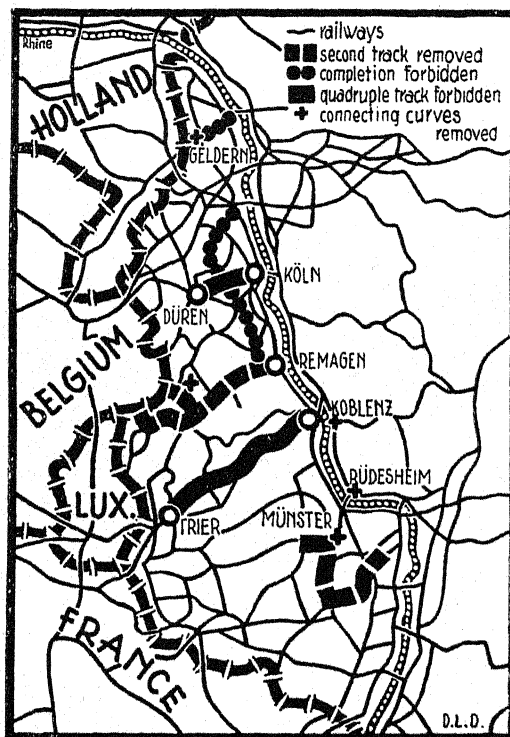 railways
second track removed
completion forbidden
quadruple track forbidden
connecting curves
removed
Rhine
HOLLAND
GELDERN
KÖLN
DÜREN
BELGIUM
REMAGEN
KOBLENZ
RÜDESHEIM
LUX.
TRIER
MÜNSTER
FRANCE
D.L.D.